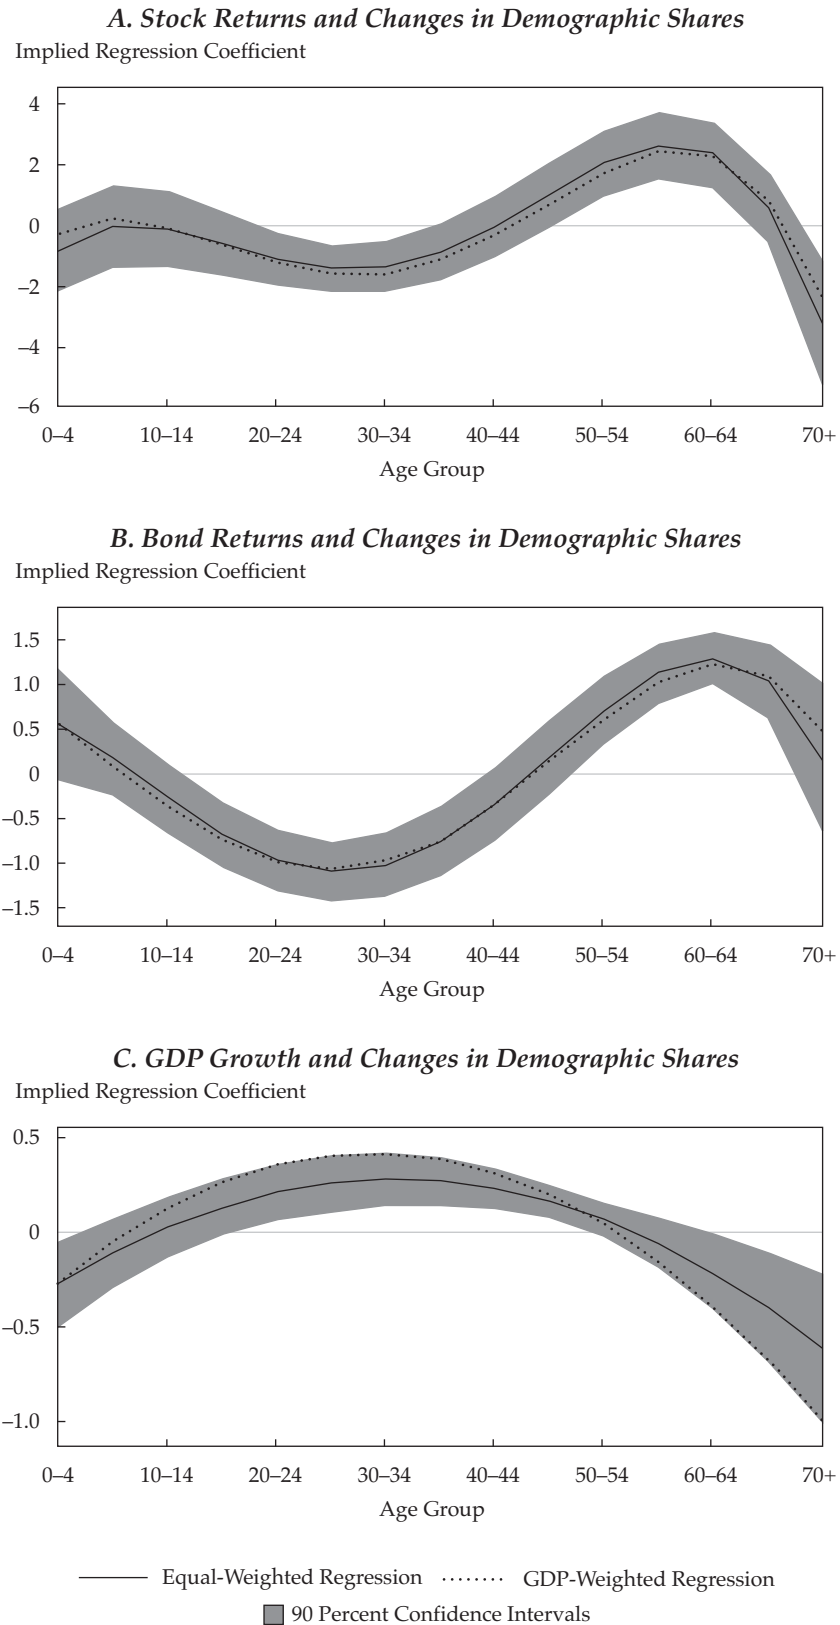 A. Stock Returns and Changes in Demographic Shares
Implied Regression Coefficient
4
2
0
–2
–4
–6
0–4 10–14 20–24 30–34 40–44 50–54 60–64 70+
Age Group
B. Bond Returns and Changes in Demographic Shares
Implied Regression Coefficient
1.5
1.0
0.5
0
–0.5
–1.0
–1.5
0–4 10–14 20–24 30–34 40–44 50–54 60–64 70+
Age Group
C. GDP Growth and Changes in Demographic Shares
Implied Regression Coefficient
0.5
0
–0.5
–1.0
0–4 10–14 20–24 30–34 40–44 50–54 60–64 70+
Age Group
Equal-Weighted Regression GDP-Weighted Regression
90 Percent Confidence Intervals